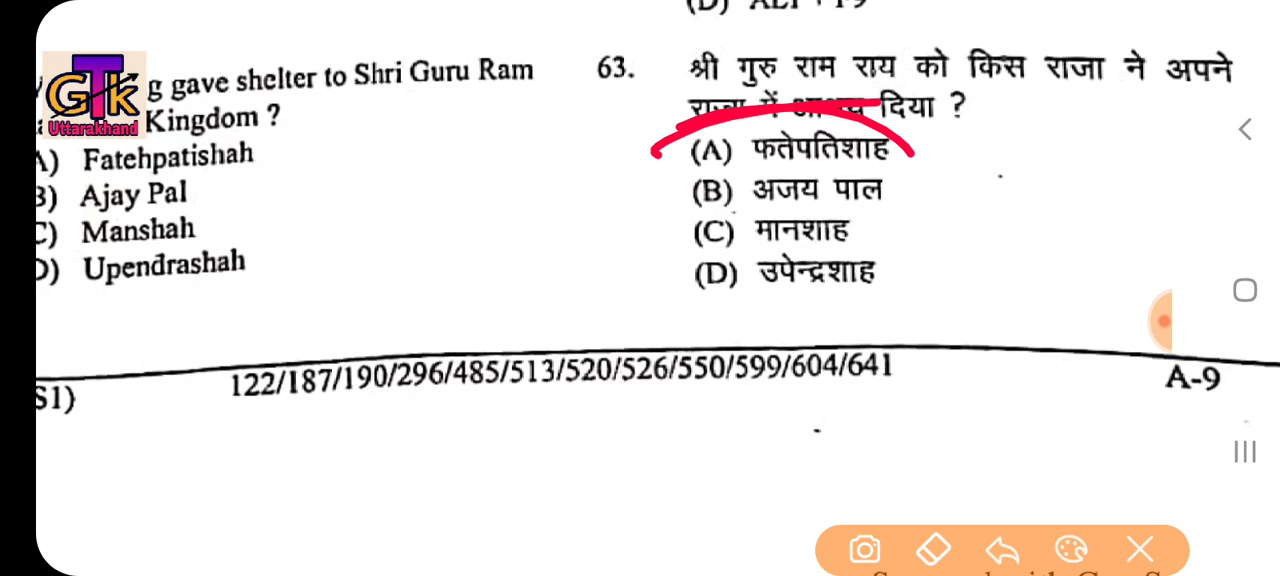 g gave shelter to Shri Guru Ram
Kingdom ?
A) Fatehpatishah
B) Ajay Pal
C) Manshah
D) Upendrashah
63. श्री गुरु राम राय को किस राजा ने अपने
दिया ?
(A) फतेपतिशाह
(B) अजय पाल
(C) मानशाह
(D) उपेन्द्रशाह
GTK
Uttarakhand
S1)
122/187/190/296/485/513/520/526/550/599/604/641
A-9